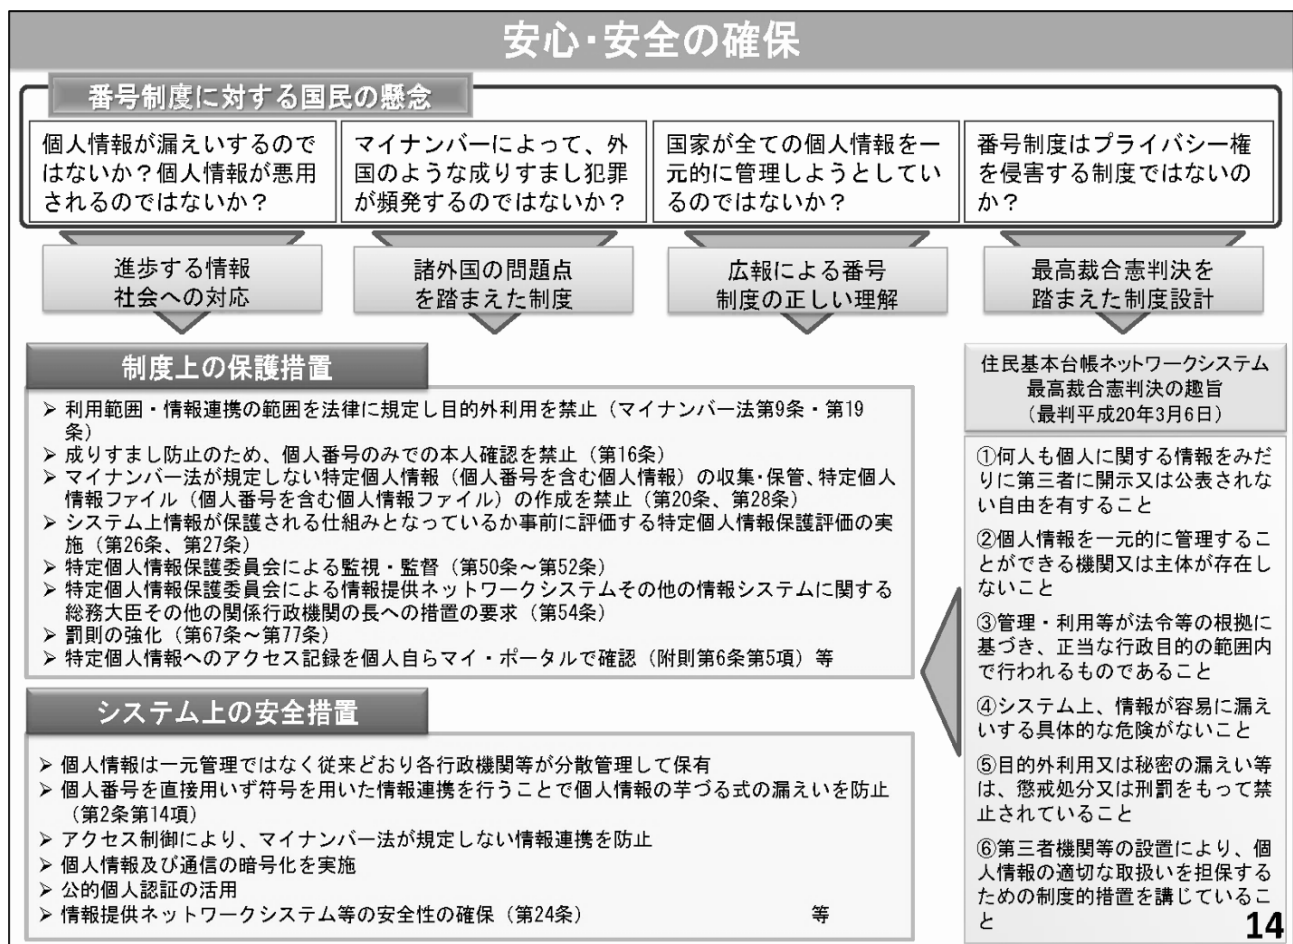 安心・安全の確保
番号制度に対する国民の懸念
個人情報が漏えいするのでは
はないか？個人情報が悪用
されるのではないか？
マイナンバーによって、外
国のような成りすまし犯罪
が頻発するのではないか？
国家が全ての個人情報を一
元的に管理しようとしてい
るのではないか？
番号制度はプライバシー権
を侵害する制度ではないの
か？
進歩する情報
社会への対応
諸外国の問題点
を踏まえた制度
広報による番号
制度の正しい理解
最高裁合憲判決を
踏まえた制度設計
制度上の保護措置
➢ 利用範囲・情報連携の範囲を法律に規定し目的外利用を禁止（マイナンバー法第9条・第19
条）
➢ 成りすまし防止のため、個人番号のみでの本人確認を禁止（第16条）
➢ マイナンバー法が規定しない特定個人情報（個人番号を含む個人情報）の収集・保管、特定個人
情報ファイル（個人番号を含む個人情報ファイル）の作成を禁止（第20条、第28条）
➢ システム上情報が保護される仕組みとなっているか事前に評価する特定個人情報保護評価の実
施（第26条、第27条）
➢ 特定個人情報保護委員会による監視・監督（第50条～第52条）
➢ 特定個人情報保護委員会による情報提供ネットワークシステムその他の情報システムに関する
総務大臣その他の関係行政機関の長への措置の要求（第54条）
➢ 罰則の強化（第67条～第77条）
➢ 特定個人情報へのアクセス記録を個人自らマイ・ポータルで確認（附則第6条第5項）等
システム上の安全措置
➢ 個人情報は一元管理ではなく従来どおり各行政機関等が分散管理して保有
➢ 個人番号を直接用いず符号を用いた情報連携を行うことで個人情報の芋づる式の漏えいを防止
（第2条第14項）
➢ アクセス制御により、マイナンバー法が規定しない情報連携を防止
➢ 個人情報及び通信の暗号化を実施
➢ 公的個人認証の活用
➢ 情報提供ネットワークシステム等の安全性の確保（第24条） 等
住民基本台帳ネットワークシステム
最高裁合憲判決の趣旨
（最判平成20年3月6日）
①何人も個人に関する情報をみだ
りに第三者に開示又は公表されな
い自由を有すること
②個人情報を一元的に管理するこ
とができる機関又は主体が存在し
ないこと
③管理・利用等が法令等の根拠に
基づき、正当な行政目的の範囲内
で行われるものであること
④システム上、情報が容易に漏え
いする具体的な危険がないこと
⑤目的外利用又は秘密の漏えい等
は、懲戒処分又は刑罰をもって禁
止されていること
⑥第三者機関等の設置により、個
人情報の適切な取扱いを担保する
ための制度的措置を講じているこ
と
14